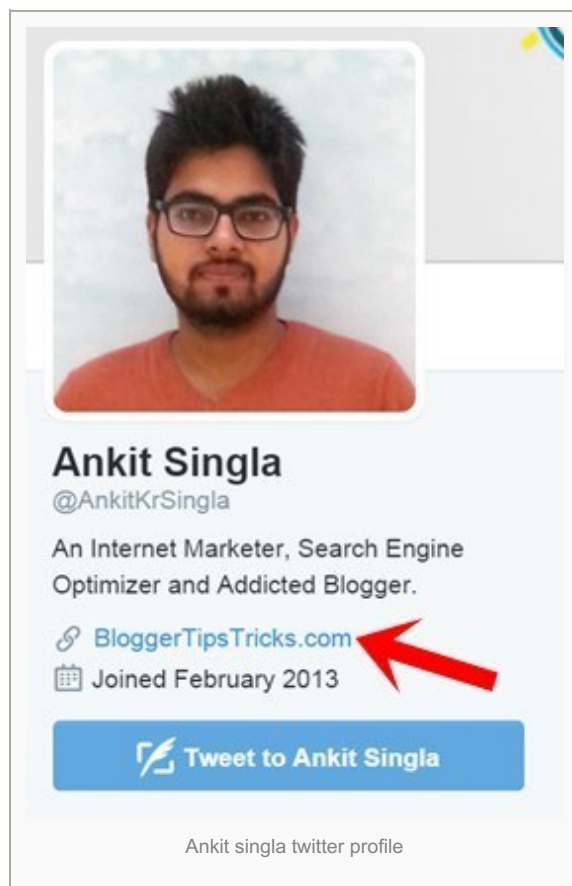 Ankit Singla
@AnkitKrSingla
An Internet Marketer, Search Engine
Optimizer and Addicted Blogger.
BloggerTipsTricks.com
Joined February 2013
Tweet to Ankit Singla
Ankit singla twitter profile